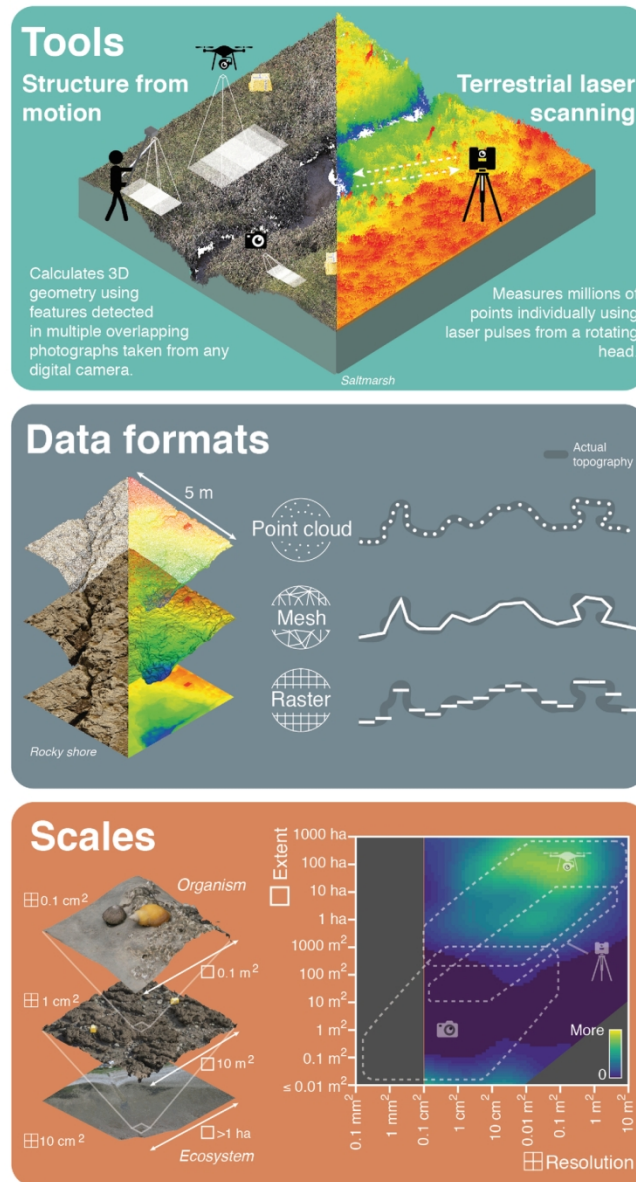 Tools
Structure from
motion
Terrestrial laser
scanning
Calculates 3D
geometry using
features detected
in multiple overlapping
photographs taken from any
digital camera.
Measures millions of
points individually using
laser pulses from a rotating
head
Saltmarsh
Data formats
Actual
topography
5 m
Point cloud
Mesh
Raster
Rocky shore
Scales
Organism
0.1 cm²
0.1 m²
1 cm²
10 m²
10 cm²
>1 ha
Ecosystem
Extent
1000 ha
100 ha
10 ha
1 ha
1000 m²
100 m²
10 m²
1 m²
0.1 m²
≤ 0.01 m²
More
0
0.1 mm²
1 mm²
0.1 cm²
1 cm²
10 cm²
0.01 m²
0.1 m²
1 m²
10 m²
Resolution